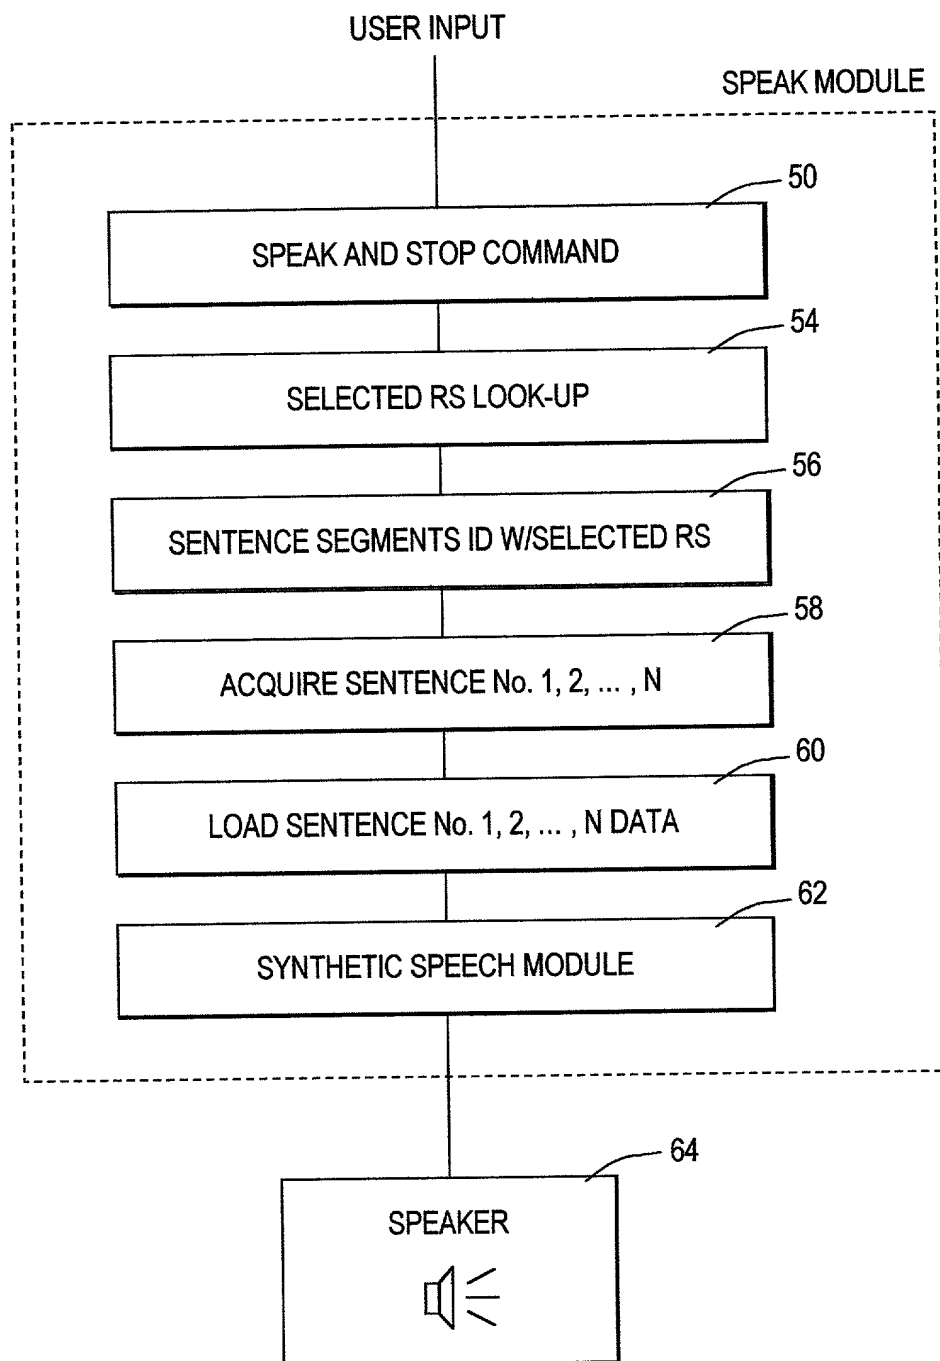 USER INPUT
SPEAK MODULE
50
SPEAK AND STOP COMMAND
54
SELECTED RS LOOK-UP
56
SENTENCE SEGMENTS ID W/SELECTED RS
58
ACQUIRE SENTENCE No. 1, 2, ... , N
60
LOAD SENTENCE No. 1, 2, ... , N DATA
62
SYNTHETIC SPEECH MODULE
64
SPEAKER